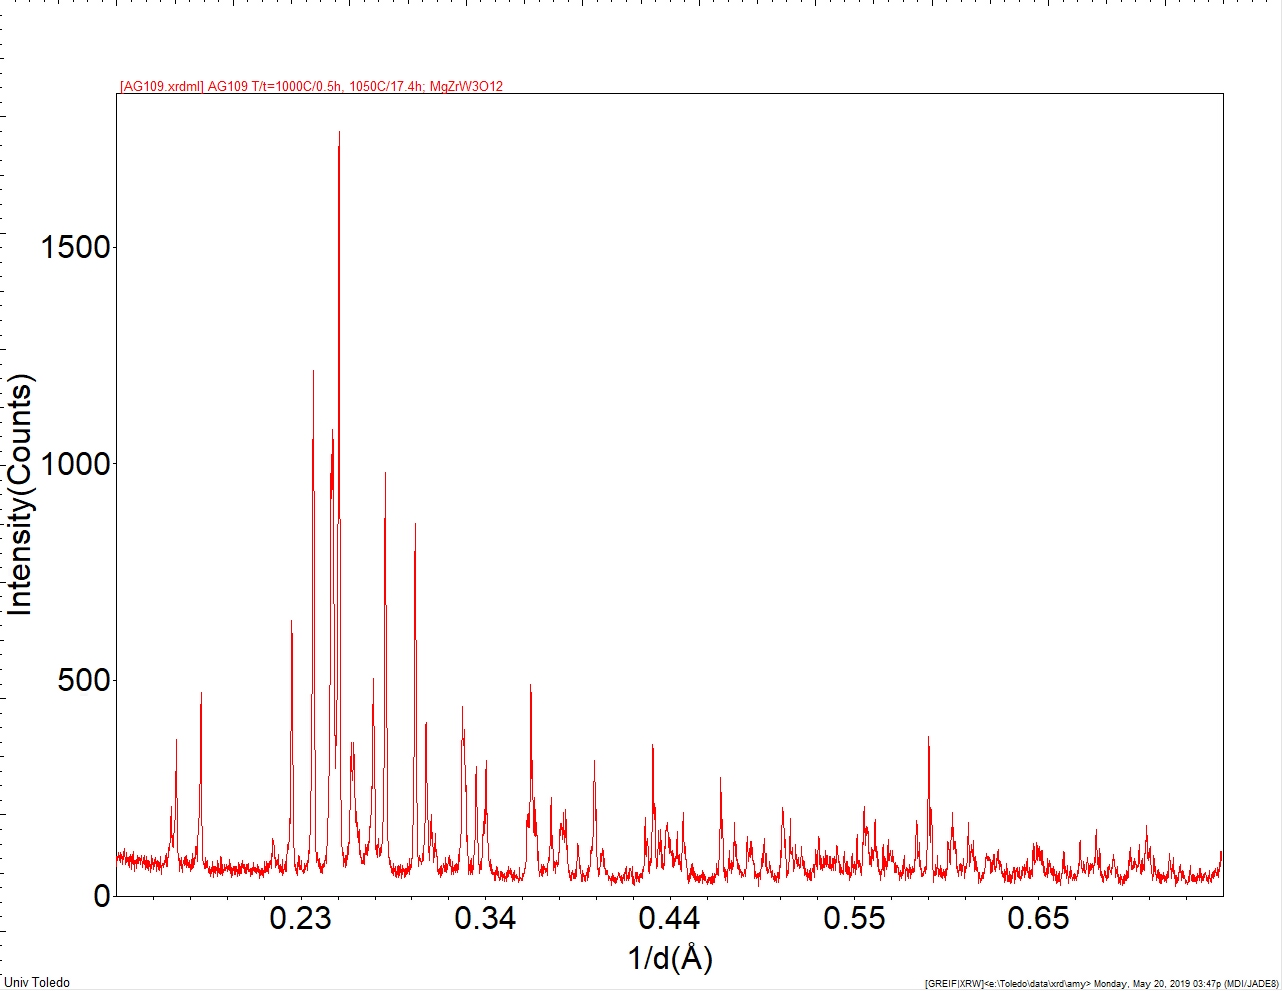 [AG109.xrdml] AG109 T/t=1000C/0.5h, 1050C/17.4h; MgZrW3O12
1500
1000
500
0
Intensity(Counts)
0.23 0.34 0.44 0.55 0.65
1/d(Å)
Univ Toledo
[GREIF|XRW]<e:\Toledo\data\xrd\amy> Monday, May 20, 2019 03:47p (MDI/JADE8)